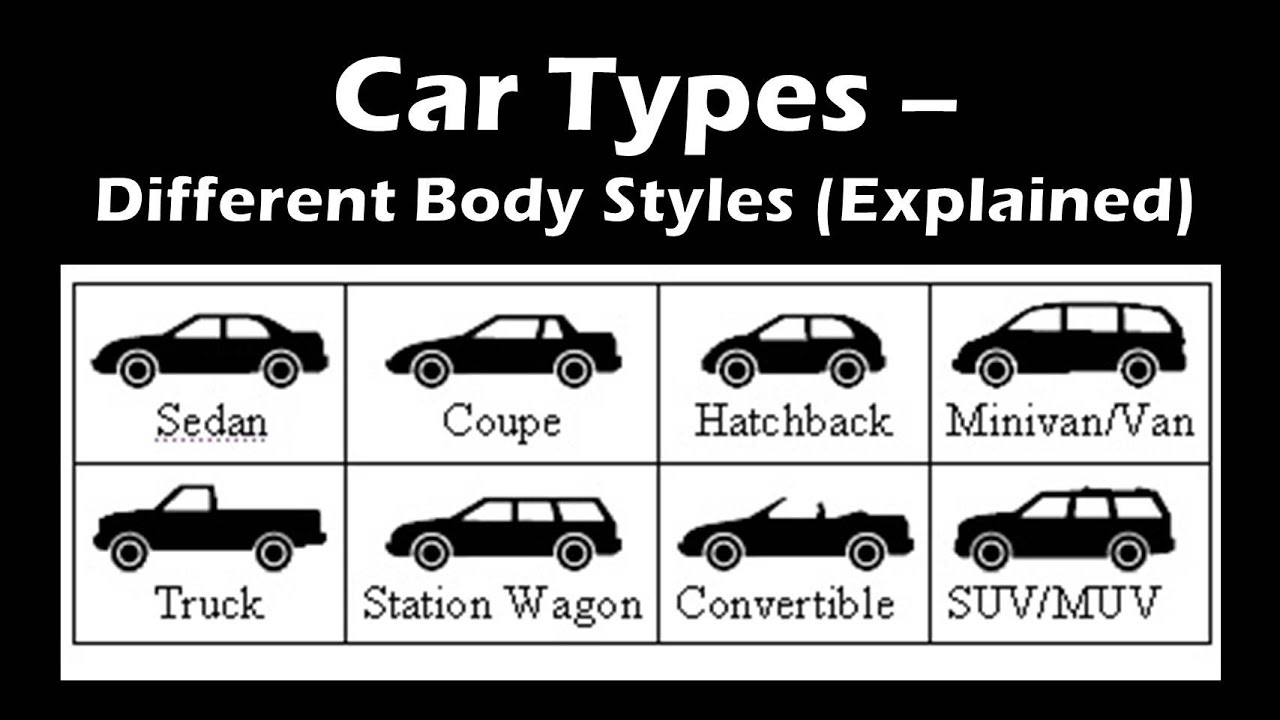 Car Types –
Different Body Styles (Explained)
Sedan
Coupe
Hatchback
Minivan/Van
Truck
Station Wagon
Convertible
SUV/MUV